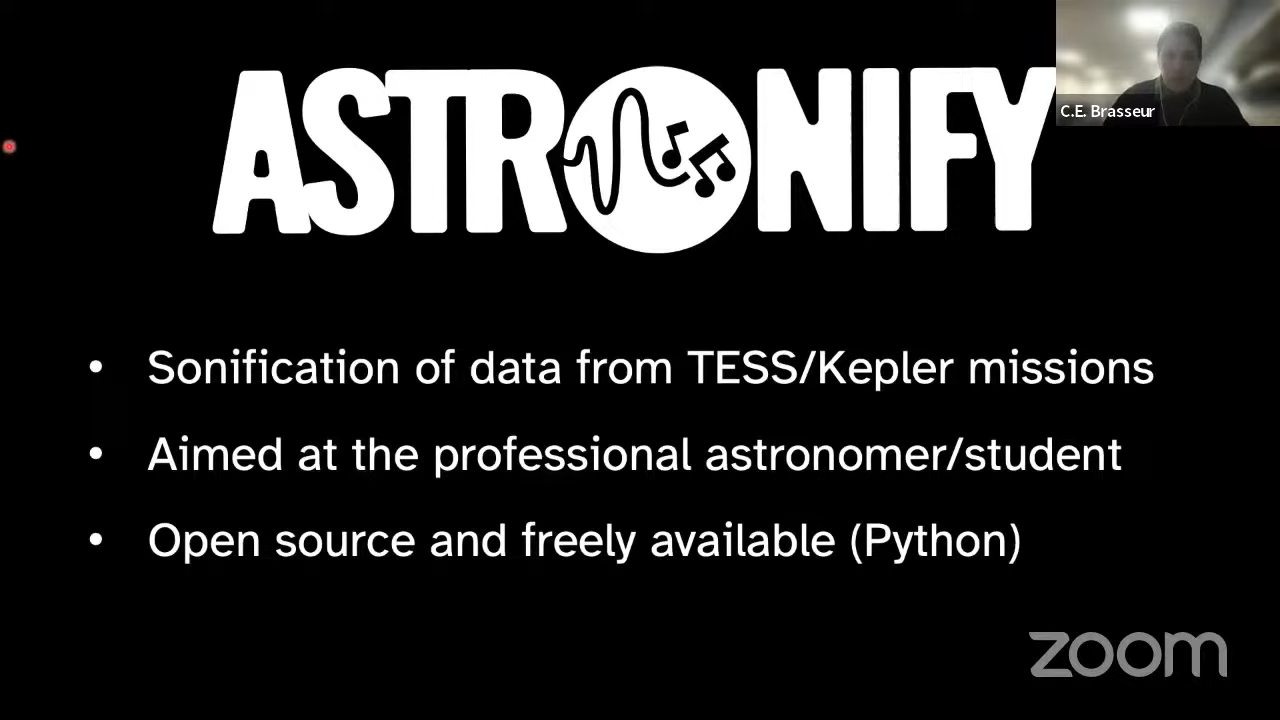 ASTRONIFY
C.E. Brasseur
• Sonification of data from TESS/Kepler missions
• Aimed at the professional astronomer/student
• Open source and freely available (Python)
zoom